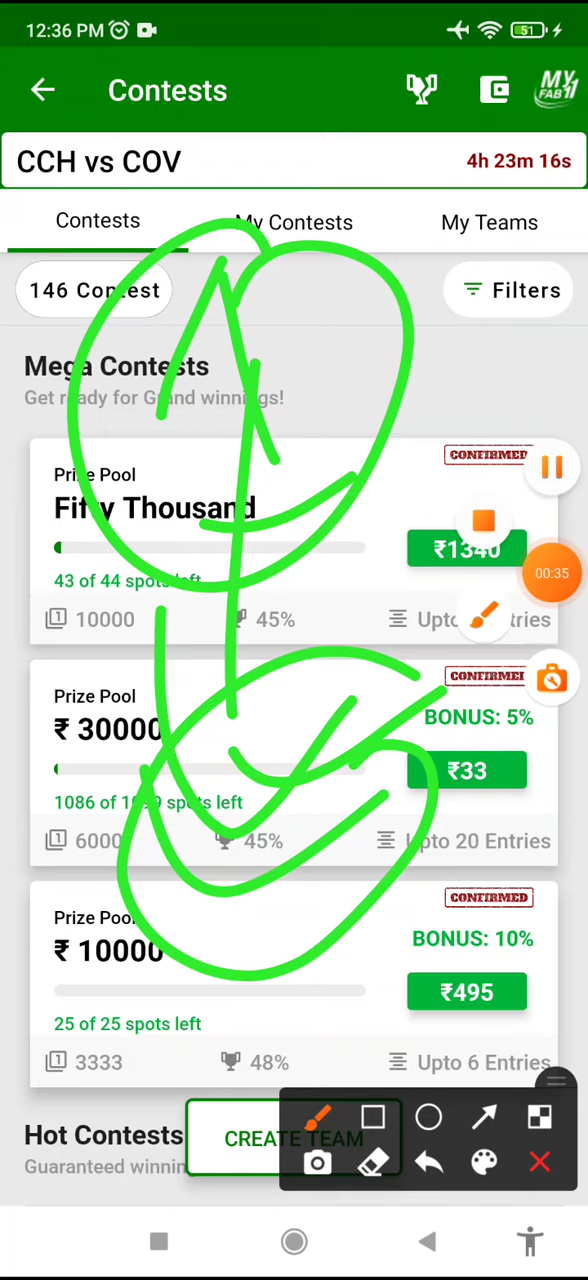 12:36 PM 51
Contests MY FAB11
CCH vs COV 4h 23m 16s
Contests My Contests My Teams
146 Contest Filters
Mega Contests
Get ready for Grand winnings!
CONFIRMED
Prize Pool
Fifty Thousand
₹1340
00:35
43 of 44 spots left
1 10000 45% Upto
CONFIRMED
Prize Pool
BONUS: 5%
₹ 30000
₹33
1086 of spots left
1 6000 45% Upto 20 Entries
CONFIRMED
Prize Pool
BONUS: 10%
₹ 10000
₹495
25 of 25 spots left
1 3333 48% Upto 6 Entries
Hot Contests CREATE TEAM
Guaranteed